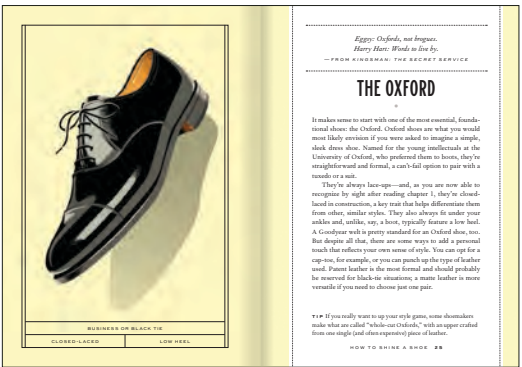 BUSINESS OR BLACK TIE
CLOSED-LACED
LOW HEEL
Eggsy: Oxfords, not brogues.
Harry Hart: Words to live by.
—FROM KINGSMAN: THE SECRET SERVICE
THE OXFORD
It makes sense to start with one of the most essential, founda-
tional shoes: the Oxford. Oxford shoes are what you would
most likely envision if you were asked to imagine a simple,
sleek dress shoe. Named for the young intellectuals at the
University of Oxford, who preferred them to boots, they're
straightforward and formal, a can't-fail option to pair with a
tuxedo or a suit.
They're always lace-ups—and, as you are now able to
recognize by sight after reading chapter 1, they're closed-
laced in construction, a key trait that helps differentiate them
from other, similar styles. They also always fit under your
ankles and, unlike, say, a boot, typically feature a low heel.
A Goodyear welt is pretty standard for an Oxford shoe, too.
But despite all that, there are some ways to add a personal
touch that reflects your own sense of style. You can opt for a
cap-toe, for example, or you can punch up the type of leather
used. Patent leather is the most formal and should probably
be reserved for black-tie situations; a matte leather is more
versatile if you need to choose just one pair.
TIP If you really want to up your style game, some shoemakers
make what are called "whole-cut Oxfords," with an upper crafted
from one single (and often expensive) piece of leather.
HOW TO SHINE A SHOE 25